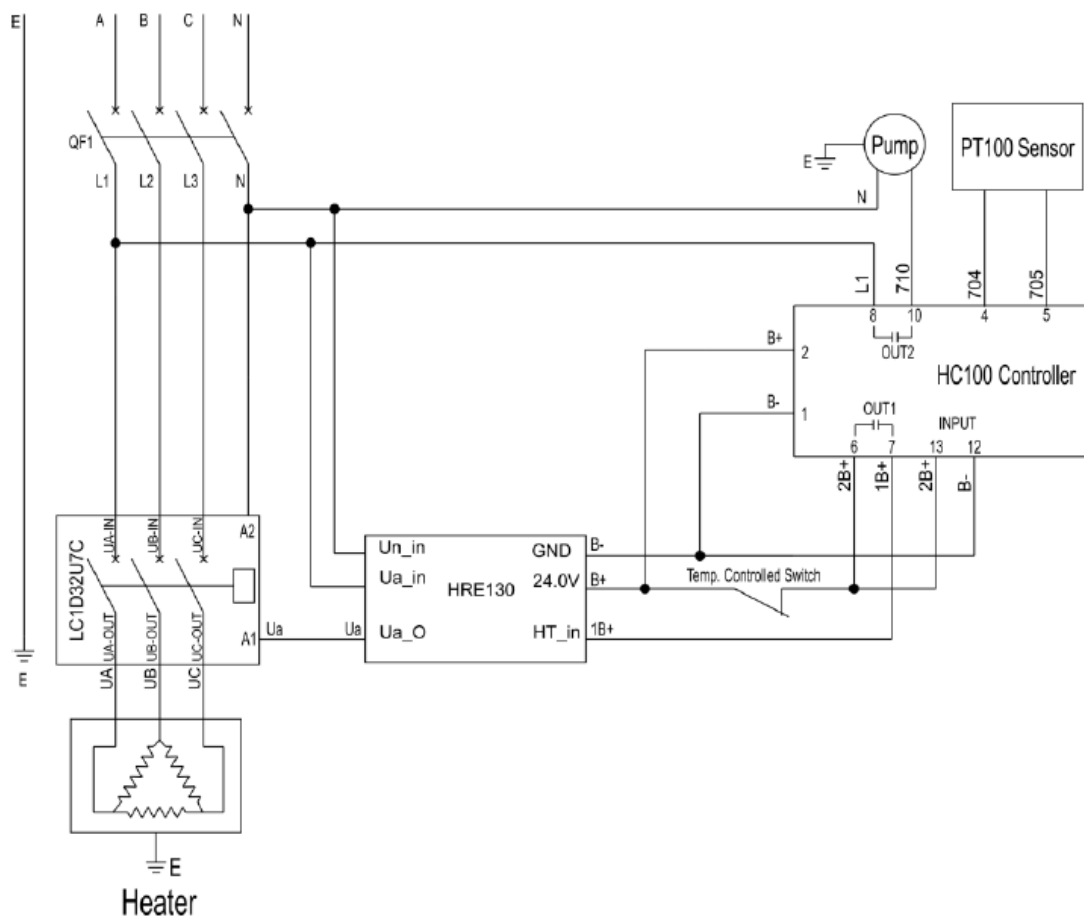 E
A
B
C
N
QF1
L1
L2
L3
N
Pump
E
N
PT100 Sensor
L1
710
704
705
8
10
4
5
OUT2
B+
2
HC100 Controller
B-
1
OUT1
INPUT
6
7
13
12
2B+
1B+
2B+
B-
LC1D32U7C
UA-IN
UB-IN
UC-IN
A2
UA-OUT
UB-OUT
UC-OUT
A1
Ua
Un_in
Ua_in
Ua
Ua_O
HRE130
GND
B-
24.0V
B+
HT_in
1B+
Temp. Controlled Switch
E
UA
UB
UC
E
Heater